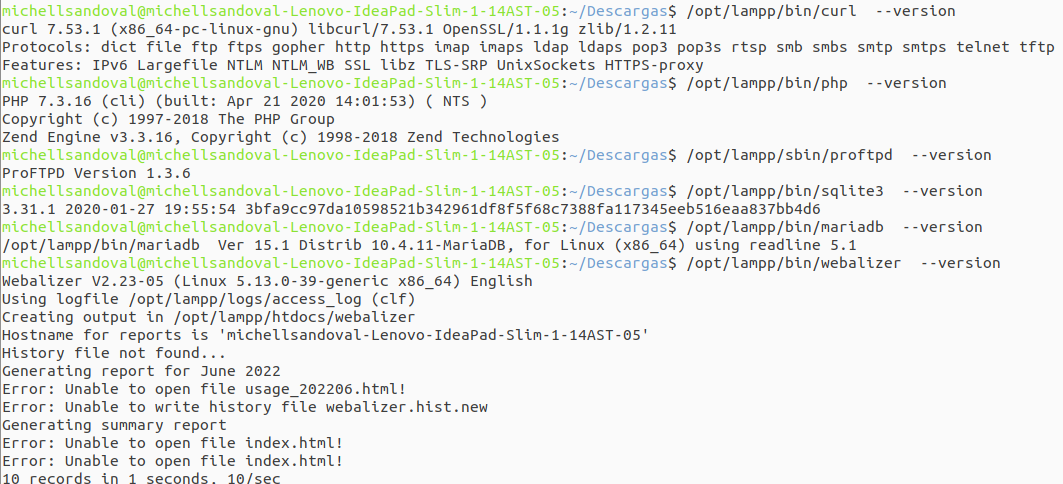 michellsandoval@michellsandoval-Lenovo-IdeaPad-Slim-1-14AST-05:~/Descargas$ /opt/lampp/bin/curl  --version
curl 7.53.1 (x86_64-pc-linux-gnu) libcurl/7.53.1 OpenSSL/1.1.1g zlib/1.2.11
Protocols: dict file ftp ftps gopher http https imap imaps ldap ldaps pop3 pop3s rtsp smb smbs smtp smtps telnet tftp
Features: IPv6 Largefile NTLM NTLM_WB SSL libz TLS-SRP UnixSockets HTTPS-proxy
michellsandoval@michellsandoval-Lenovo-IdeaPad-Slim-1-14AST-05:~/Descargas$ /opt/lampp/bin/php  --version
PHP 7.3.16 (cli) (built: Apr 21 2020 14:01:53) ( NTS )
Copyright (c) 1997-2018 The PHP Group
Zend Engine v3.3.16, Copyright (c) 1998-2018 Zend Technologies
michellsandoval@michellsandoval-Lenovo-IdeaPad-Slim-1-14AST-05:~/Descargas$ /opt/lampp/sbin/proftpd  --version
ProFTPD Version 1.3.6
michellsandoval@michellsandoval-Lenovo-IdeaPad-Slim-1-14AST-05:~/Descargas$ /opt/lampp/bin/sqlite3  --version
3.31.1 2020-01-27 19:55:54 3bfa9cc97da10598521b342961df8f5f68c7388fa117345eeb516eaa837bb4d6
michellsandoval@michellsandoval-Lenovo-IdeaPad-Slim-1-14AST-05:~/Descargas$ /opt/lampp/bin/mariadb  --version
/opt/lampp/bin/mariadb  Ver 15.1 Distrib 10.4.11-MariaDB, for Linux (x86_64) using readline 5.1
michellsandoval@michellsandoval-Lenovo-IdeaPad-Slim-1-14AST-05:~/Descargas$ /opt/lampp/bin/webalizer  --version
Webalizer V2.23-05 (Linux 5.13.0-39-generic x86_64) English
Using logfile /opt/lampp/logs/access_log (clf)
Creating output in /opt/lampp/htdocs/webalizer
Hostname for reports is 'michellsandoval-Lenovo-IdeaPad-Slim-1-14AST-05'
History file not found...
Generating report for June 2022
Error: Unable to open file usage_202206.html!
Error: Unable to write history file webalizer.hist.new
Generating summary report
Error: Unable to open file index.html!
Error: Unable to open file index.html!
10 records in 1 seconds, 10/sec